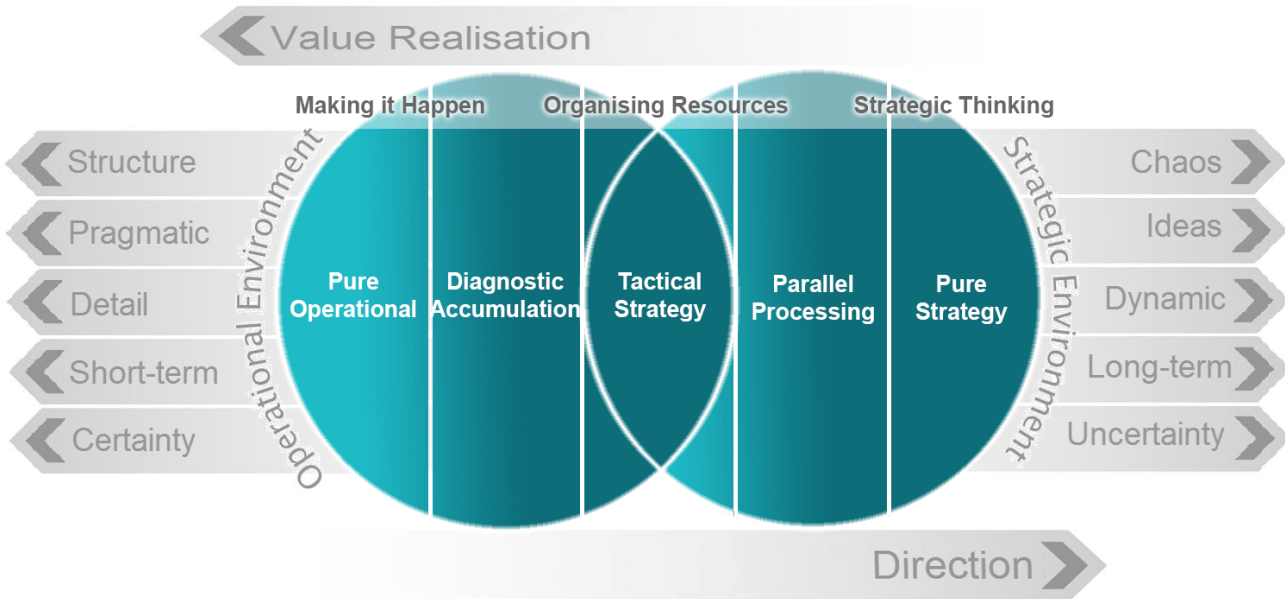 Value Realisation
Making it Happen
Organising Resources
Strategic Thinking
Operational Environment
Structure
Pragmatic
Detail
Short-term
Certainty
Pure
Operational
Diagnostic
Accumulation
Tactical
Strategy
Parallel
Processing
Pure
Strategy
Strategic Environment
Chaos
Ideas
Dynamic
Long-term
Uncertainty
Direction